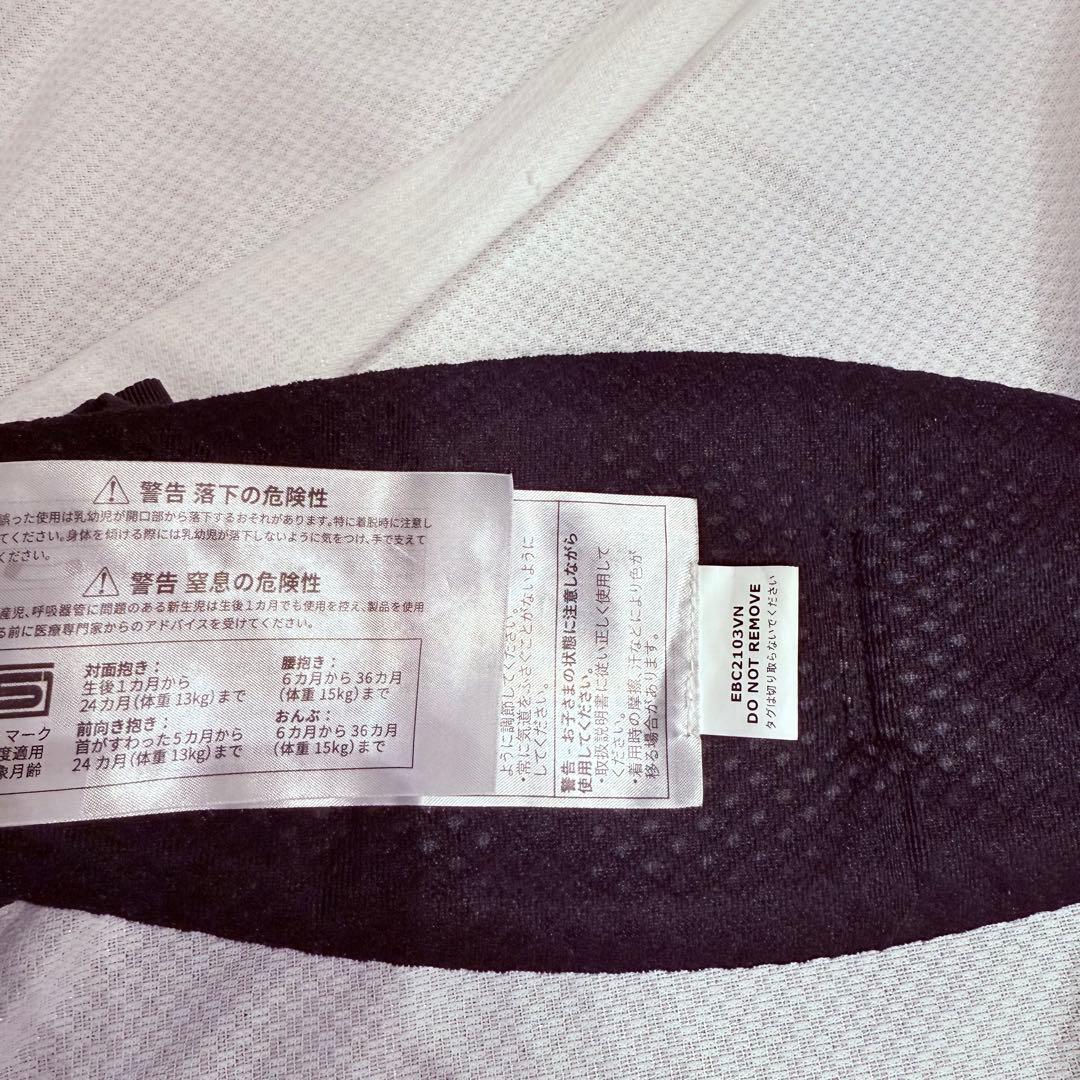 警告 落下の危険性
誤った使用は乳幼児が開口部から落下するおそれがあります。特に着脱時に注意し
てください。身体を傾ける際には乳幼児が落下しないように気をつけ、手で支えて
ください。
警告 窒息の危険性
産児、呼吸器管に問題のある新生児は生後1カ月でも使用を控え、製品を使用
る前に医療専門家からのアドバイスを受けてください。
マーク
度適用
象月齢
対面抱き：
生後1カ月から
24カ月(体重 13kg)まで
前向き抱き：
首がすわった5カ月から
24カ月(体重 13kg)まで
腰抱き：
6カ月から 36カ月
(体重 15kg)まで
おんぶ：
6カ月から 36カ月
(体重 15kg)まで
ように調節してください。
・常に気道をふさぐことがないように
してください。
警告 - お子さまの状態に注意しながら
使用してください。
・取扱説明書に従い正しく使用して
ください。
・着用時の摩擦、汗などにより色が
移る場合があります。
EBC2103VN
DO NOT REMOVE
タグは切り取らないでください